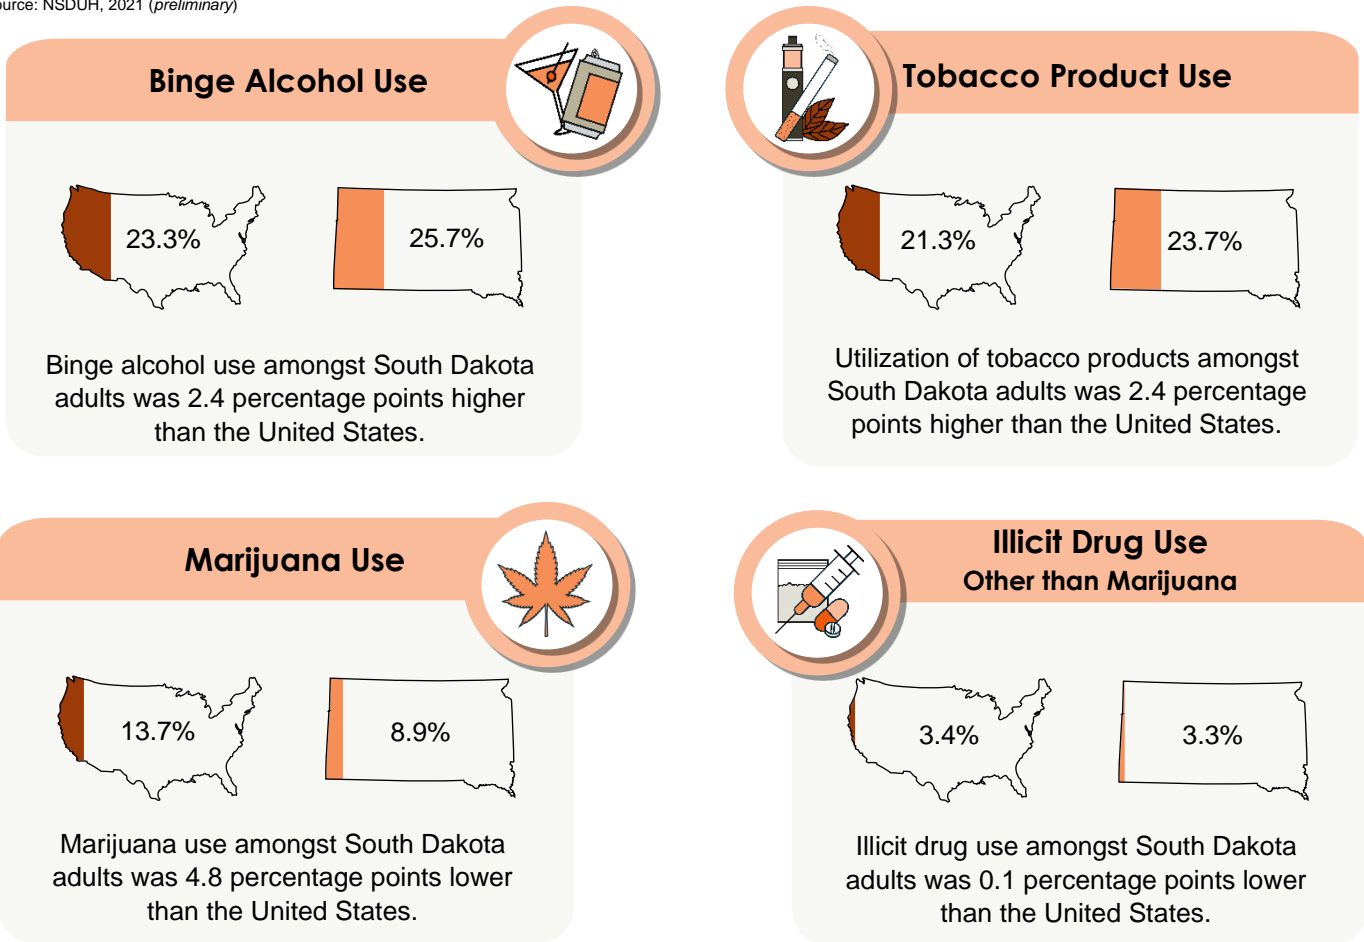 ource: NSDUH, 2021 (preliminary)
Binge Alcohol Use
23.3%
25.7%
Binge alcohol use amongst South Dakota
adults was 2.4 percentage points higher
than the United States.
Tobacco Product Use
21.3%
23.7%
Utilization of tobacco products amongst
South Dakota adults was 2.4 percentage
points higher than the United States.
Marijuana Use
13.7%
8.9%
Marijuana use amongst South Dakota
adults was 4.8 percentage points lower
than the United States.
Illicit Drug Use
Other than Marijuana
3.4%
3.3%
Illicit drug use amongst South Dakota
adults was 0.1 percentage points lower
than the United States.